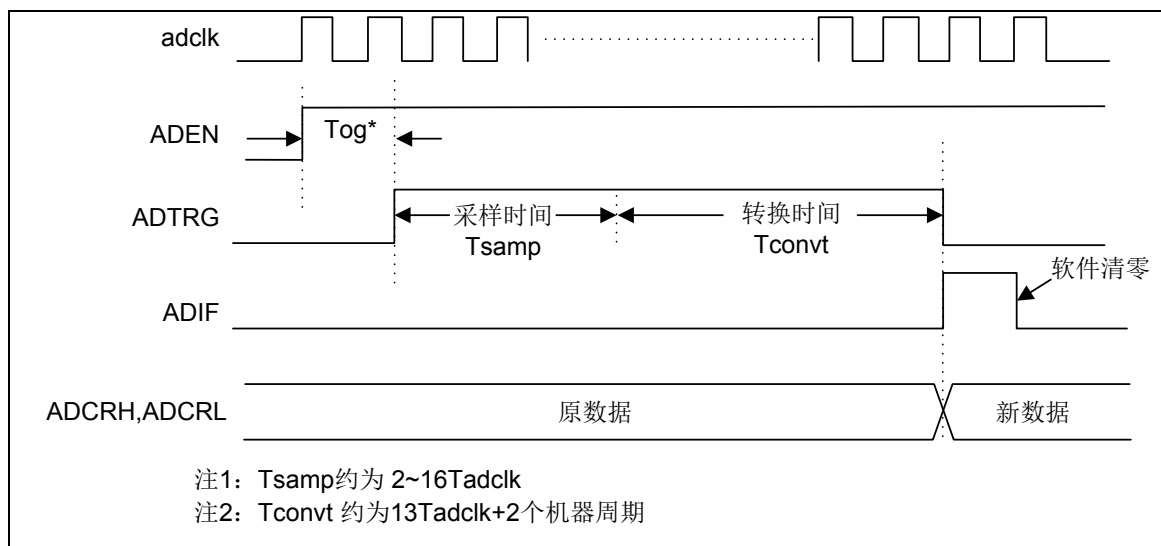 adclk
ADEN
Tog*
ADTRG
采样时间
Tsamp
转换时间
Tconvt
软件清零
ADIF
ADCRH,ADCRL
原数据
新数据
注1：Tsamp约为 2~16Tadclk
注2：Tconvt 约为13Tadclk+2个机器周期